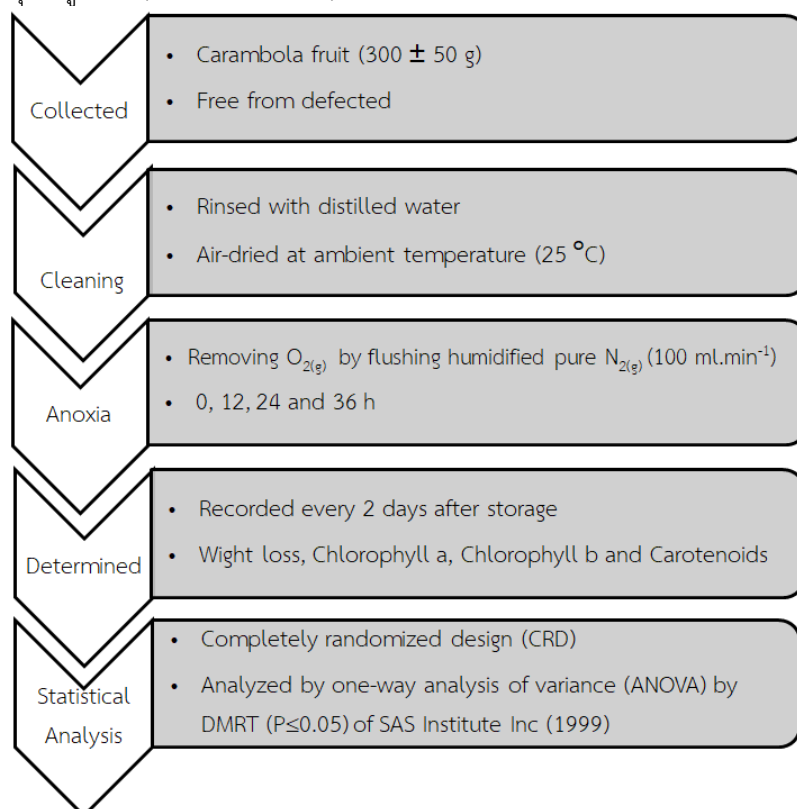 Collected
• Carambola fruit (300 ± 50 g)
• Free from defected
Cleaning
• Rinsed with distilled water
• Air-dried at ambient temperature (25 °C)
Anoxia
• Removing O₂₍g₎ by flushing humidified pure N₂₍g₎ (100 ml.min⁻¹)
• 0, 12, 24 and 36 h
Determined
• Recorded every 2 days after storage
• Wight loss, Chlorophyll a, Chlorophyll b and Carotenoids
Statistical
Analysis
• Completely randomized design (CRD)
• Analyzed by one-way analysis of variance (ANOVA) by
DMRT (P≤0.05) of SAS Institute Inc (1999)